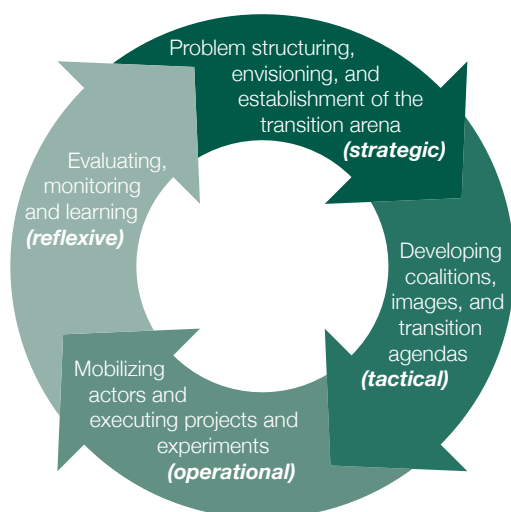 Problem structuring,
envisioning, and
establishment of the
transition arena
(strategic)
Developing
coalitions,
images, and
transition
agendas
(tactical)
Mobilizing
actors and
executing projects and
experiments
(operational)
Evaluating,
monitoring
and learning
(reflexive)